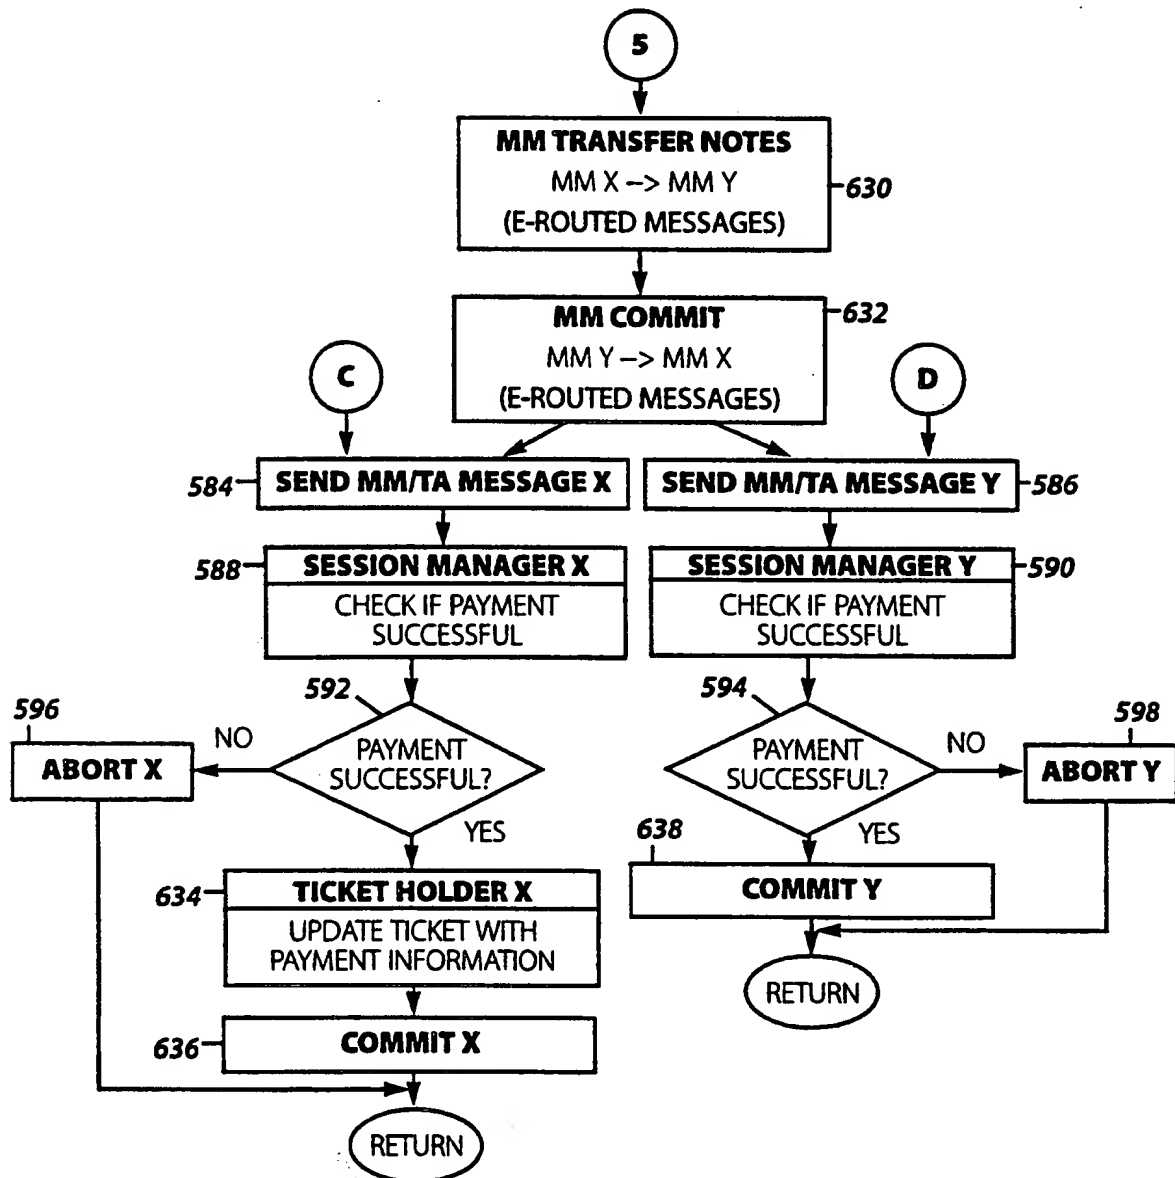 5
MM TRANSFER NOTES
MM X --> MM Y
(E-ROUTED MESSAGES)
630
MM COMMIT
MM Y --> MM X
(E-ROUTED MESSAGES)
632
C
D
584
SEND MM/TA MESSAGE X
SEND MM/TA MESSAGE Y
586
588
SESSION MANAGER X
CHECK IF PAYMENT
SUCCESSFUL
SESSION MANAGER Y
590
CHECK IF PAYMENT
SUCCESSFUL
592
PAYMENT
SUCCESSFUL?
NO
596
ABORT X
YES
594
PAYMENT
SUCCESSFUL?
NO
598
ABORT Y
YES
634
TICKET HOLDER X
UPDATE TICKET WITH
PAYMENT INFORMATION
638
COMMIT Y
RETURN
636
COMMIT X
RETURN